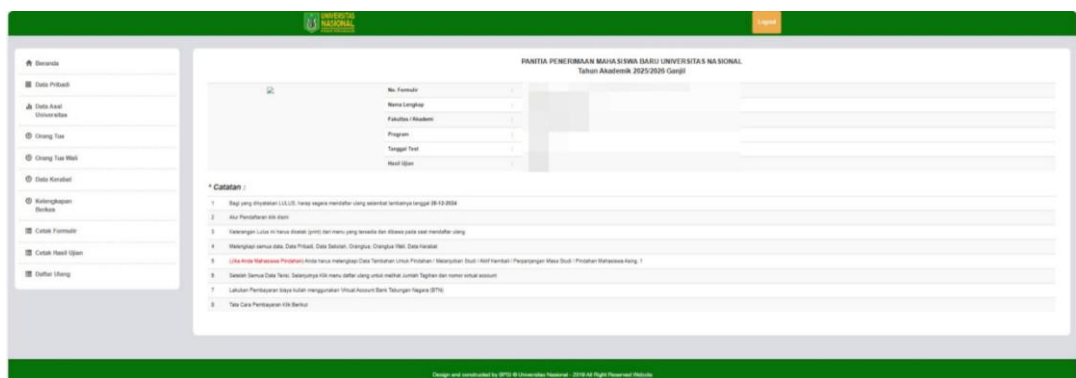 UNIVERSITAS
NASIONAL
Logout
Beranda
Data Pribadi
Data Asal
Universitas
Orang Tua
Orang Tua Wali
Data Kerabat
Kelengkapan
Berkas
Cetak Formulir
Cetak Hasil Ujian
Daftar Ulang
PANITIA PENERIMAAN MAHASISWA BARU UNIVERSITAS NASIONAL
Tahun Akademik 2025/2026 Ganjil
No. Formulir :
Nama Lengkap :
Fakultas / Akademi :
Program :
Tanggal Test :
Hasil Ujian :
* Catatan :
1 Bagi yang dinyatakan LULUS, harap segera mendaftar ulang selambat lambatnya tanggal 28-12-2024
2 Alur Pendaftaran klik disini
3 Keterangan Lulus ini harus dicetak (print) dari menu yang tersedia dan dibawa pada saat mendaftar ulang
4 Melengkapi semua data, Data Pribadi, Data Sekolah, Orangtua, Orangtua Wali, Data Kerabat
5 (Jika Anda Mahasiswa Pindahan) Anda harus melengkapi Data Tambahan Untuk Pindahan / Melanjutkan Studi / Aktif Kembali / Perpanjangan Masa Studi / Pindahan Mahasiswa Asing !
6 Setelah Semua Data Terisi, Selanjutnya Klik menu daftar ulang untuk melihat Jumlah Tagihan dan nomor virtual account
7 Lakukan Pembayaran biaya kuliah menggunakan Virtual Account Bank Tabungan Negara (BTN)
8 Tata Cara Pembayaran Klik Berikut
Design and constructed by BPSI © Universitas Nasional - 2018 All Right Reserved Website